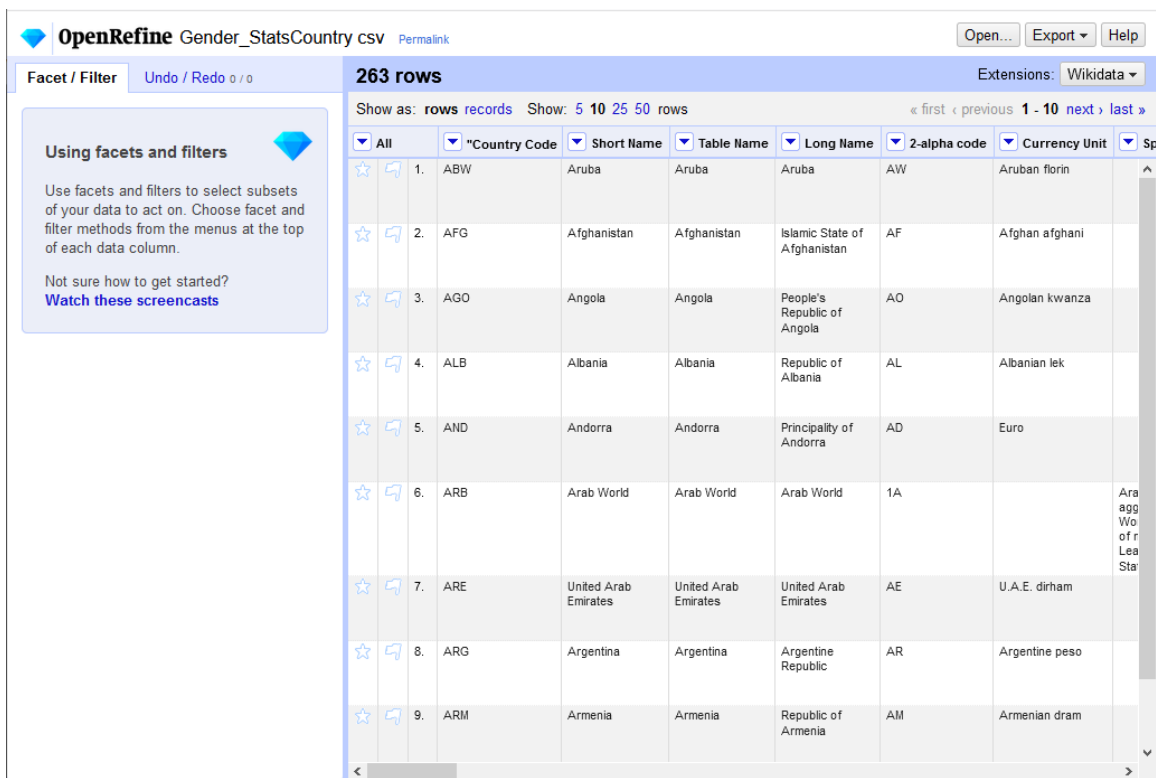 OpenRefine Gender_StatsCountry csv Permalink Open... Export Help
Facet / Filter Undo / Redo 0 / 0 263 rows Extensions: Wikidata
Show as: rows records Show: 5 10 25 50 rows « first ‹ previous 1 - 10 next › last »
Using facets and filters
Use facets and filters to select subsets
of your data to act on. Choose facet and
filter methods from the menus at the top
of each data column.
Not sure how to get started?
Watch these screencasts
All "Country Code Short Name Table Name Long Name 2-alpha code Currency Unit Sp
1. ABW Aruba Aruba Aruba AW Aruban florin
2. AFG Afghanistan Afghanistan Islamic State of AF Afghan afghani
Afghanistan
3. AGO Angola Angola People's AO Angolan kwanza
Republic of
Angola
4. ALB Albania Albania Republic of AL Albanian lek
Albania
5. AND Andorra Andorra Principality of AD Euro
Andorra
6. ARB Arab World Arab World Arab World 1A Ara
agg
Wor
of r
Lea
Stat
7. ARE United Arab United Arab United Arab AE U.A.E. dirham
Emirates Emirates Emirates
8. ARG Argentina Argentina Argentine AR Argentine peso
Republic
9. ARM Armenia Armenia Republic of AM Armenian dram
Armenia